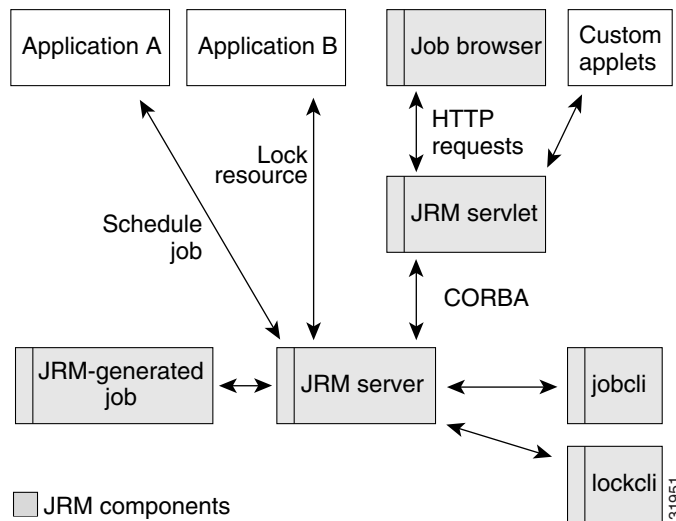 Application A
Application B
Job browser
Custom
applets
HTTP
requests
Lock
resource
JRM servlet
Schedule
job
CORBA
JRM-generated
job
JRM server
jobcli
lockcli
JRM components
31951